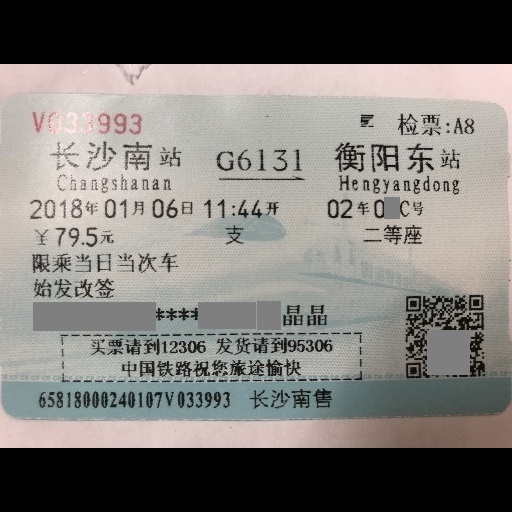 V033993 检票:A8
长沙南站 G6131 衡阳东站
Changshanan Hengyangdong
2018年01月06日11:44开 02车0 C号
￥79.5元 支 二等座
限乘当日当次车
始发改签
**** 晶晶
买票请到12306 发货请到95306
中国铁路祝您旅途愉快
65818000240107V033993 长沙南售